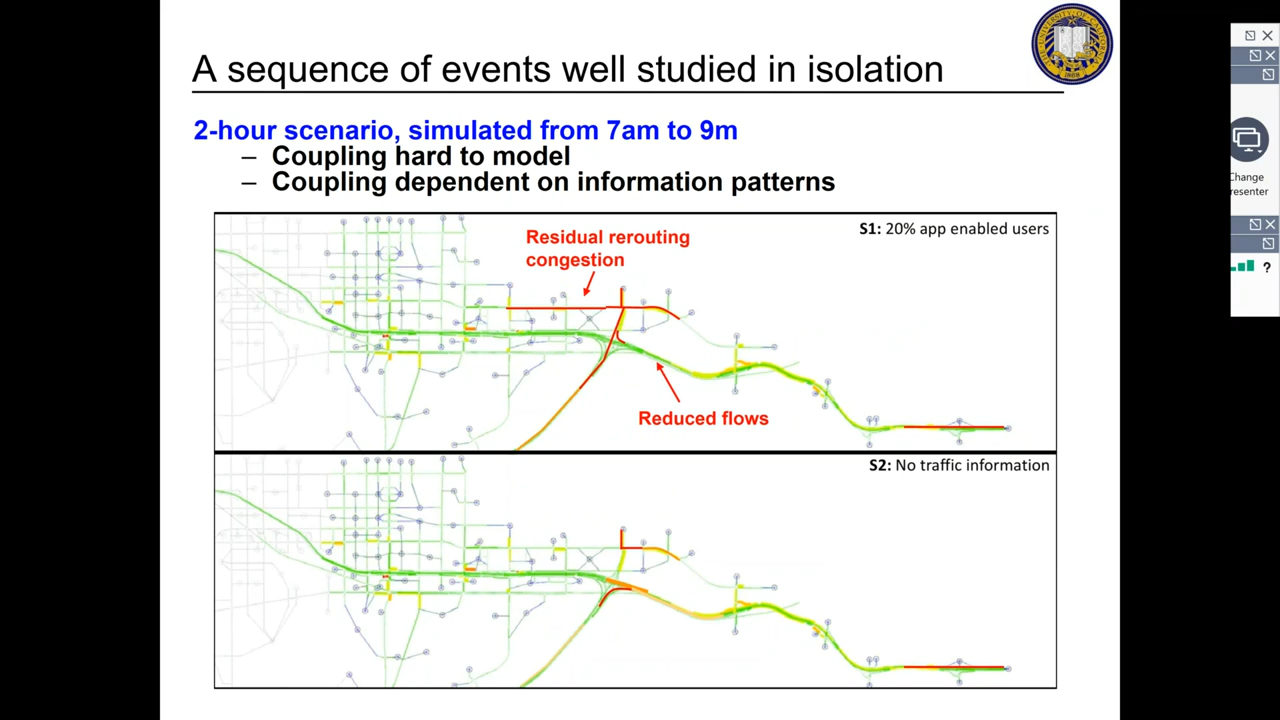 A sequence of events well studied in isolation
2-hour scenario, simulated from 7am to 9m
– Coupling hard to model
– Coupling dependent on information patterns
S1: 20% app enabled users
Residual rerouting
congestion
Reduced flows
S2: No traffic information
Change
resenter
?